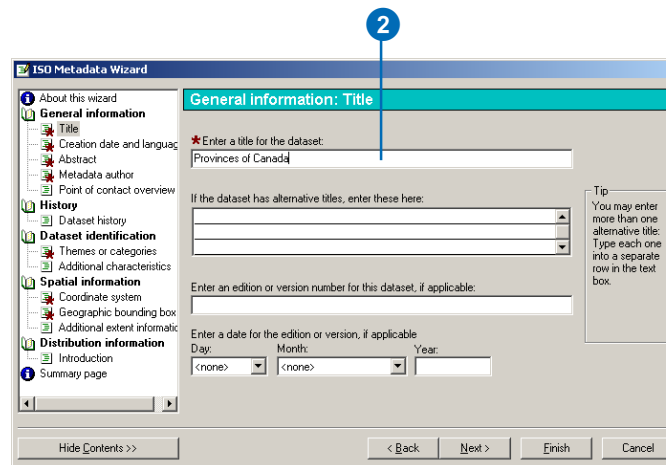 2
ISO Metadata Wizard
About this wizard
General information
Title
Creation date and languag
Abstract
Metadata author
Point of contact overview
History
Dataset history
Dataset identification
Themes or categories
Additional characteristics
Spatial information
Coordinate system
Geographic bounding box
Additional extent informatic
Distribution information
Introduction
Summary page
General information: Title
*Enter a title for the dataset:
Provinces of Canada
If the dataset has alternative titles, enter these here:
Enter an edition or version number for this dataset, if applicable:
Enter a date for the edition or version, if applicable
Day: Month: Year:
<none> <none>
Tip
You may enter
more than one
alternative title:
Type each one
into a separate
row in the text
box.
Hide Contents >> < Back Next > Finish Cancel